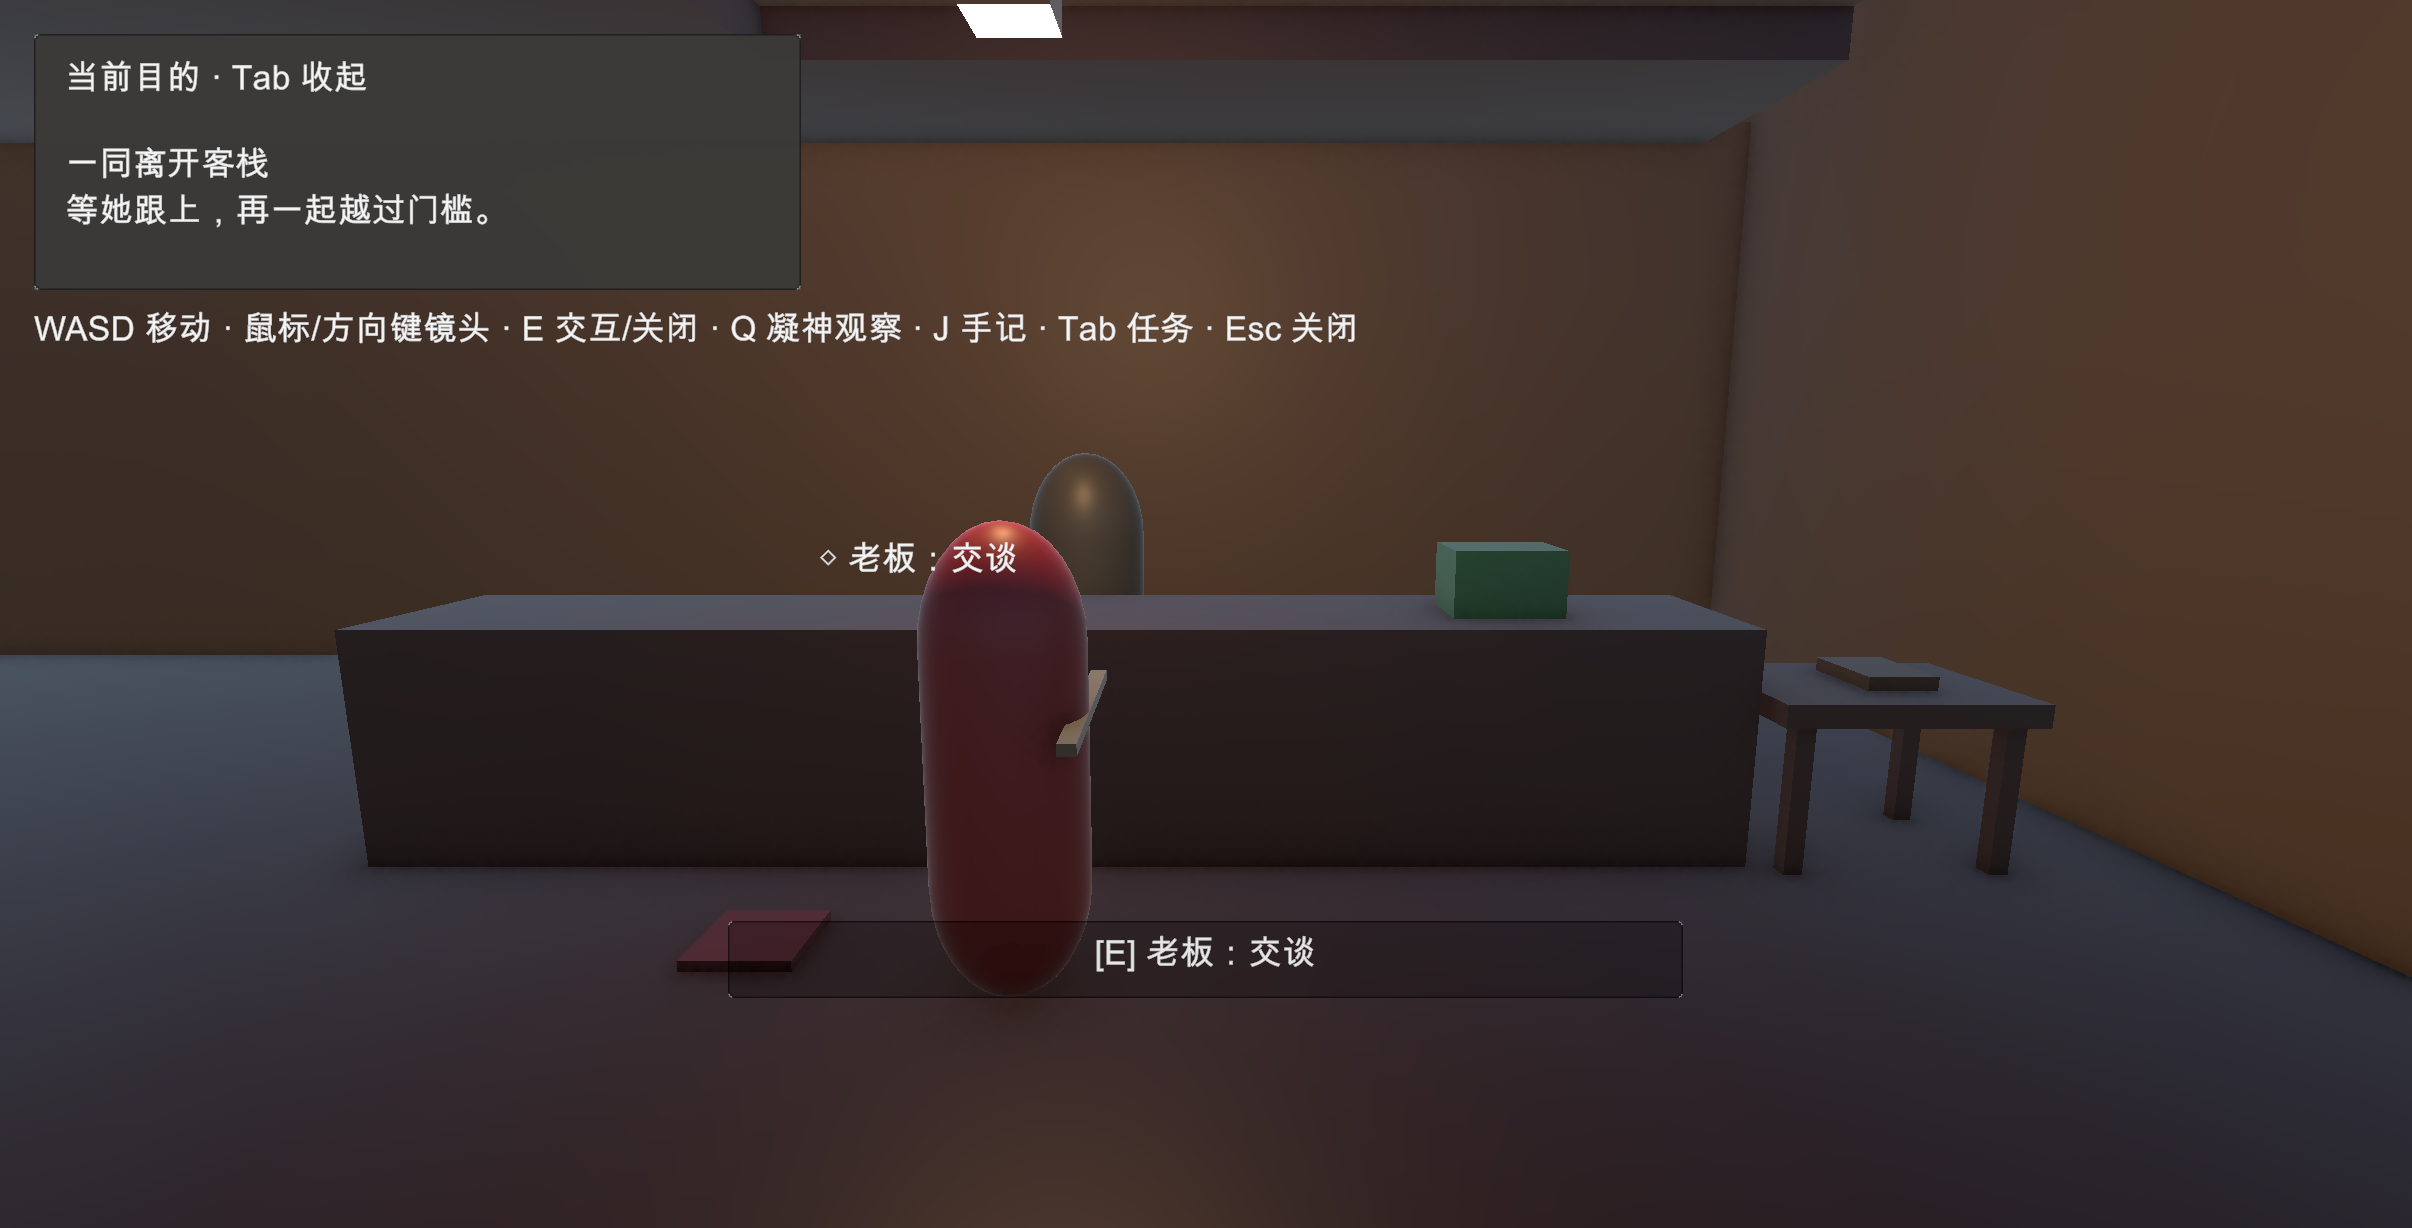 当前目的 · Tab 收起
一同离开客栈
等她跟上，再一起越过门槛。
WASD 移动 · 鼠标/方向键镜头 · E 交互/关闭 · Q 凝神观察 · J 手记 · Tab 任务 · Esc 关闭
◇ 老板：交谈
[E] 老板：交谈